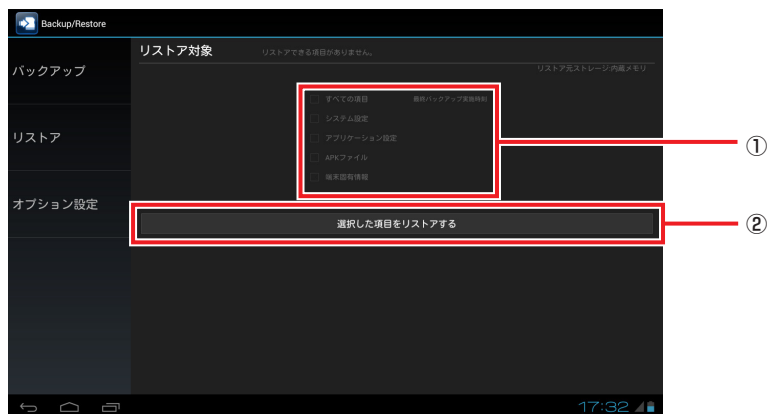 Backup/Restore
リストア対象 リストアできる項目がありません。
バックアップ
リストア元ストレージ:内蔵メモリ
すべての項目 最終バックアップ実施時刻
システム設定
リストア
アプリケーション設定
①
APKファイル
端末固有情報
オプション設定
選択した項目をリストアする
②
17:32